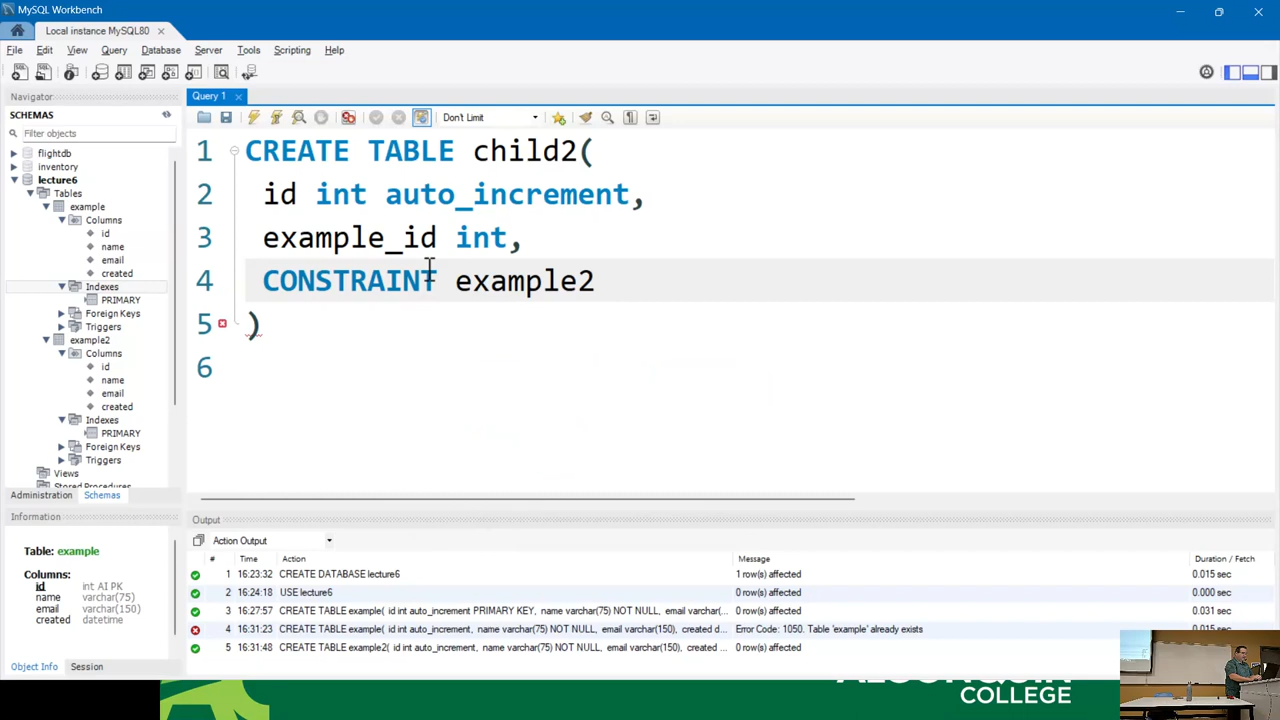 MySQL Workbench
Local instance MySQL80
File Edit View Query Database Server Tools Scripting Help
Navigator
SCHEMAS
Filter objects
flightdb
inventory
lecture6
Tables
example
Columns
id
name
email
created
Indexes
PRIMARY
Foreign Keys
Triggers
example2
Columns
id
name
email
created
Indexes
PRIMARY
Foreign Keys
Triggers
Views
Stored Procedures
Administration Schemas
Information
Table: example
Columns:
id int AI PK
name varchar(75)
email varchar(150)
created datetime
Object Info Session
Query 1
Don't Limit
1 CREATE TABLE child2(
2 id int auto_increment,
3 example_id int,
4 CONSTRAINT example2
5 )
6
Output
Action Output
# Time Action Message Duration / Fetch
1 16:23:32 CREATE DATABASE lecture6 1 row(s) affected 0.015 sec
2 16:24:18 USE lecture6 0 row(s) affected 0.000 sec
3 16:27:57 CREATE TABLE example( id int auto_increment PRIMARY KEY, name varchar(75) NOT NULL, email varchar(... 0 row(s) affected 0.031 sec
4 16:31:23 CREATE TABLE example( id int auto_increment, name varchar(75) NOT NULL, email varchar(150), created d... Error Code: 1050. Table 'example' already exists 0.015 sec
5 16:31:48 CREATE TABLE example2( id int auto_increment, name varchar(75) NOT NULL, email varchar(150), created ... 0 row(s) affected
COLLEGE